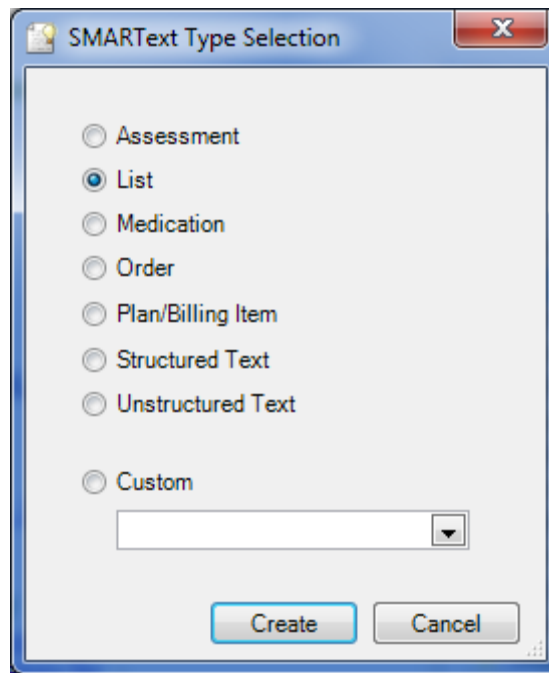 SMARText Type Selection
Assessment
List
Medication
Order
Plan/Billing Item
Structured Text
Unstructured Text
Custom
Create Cancel